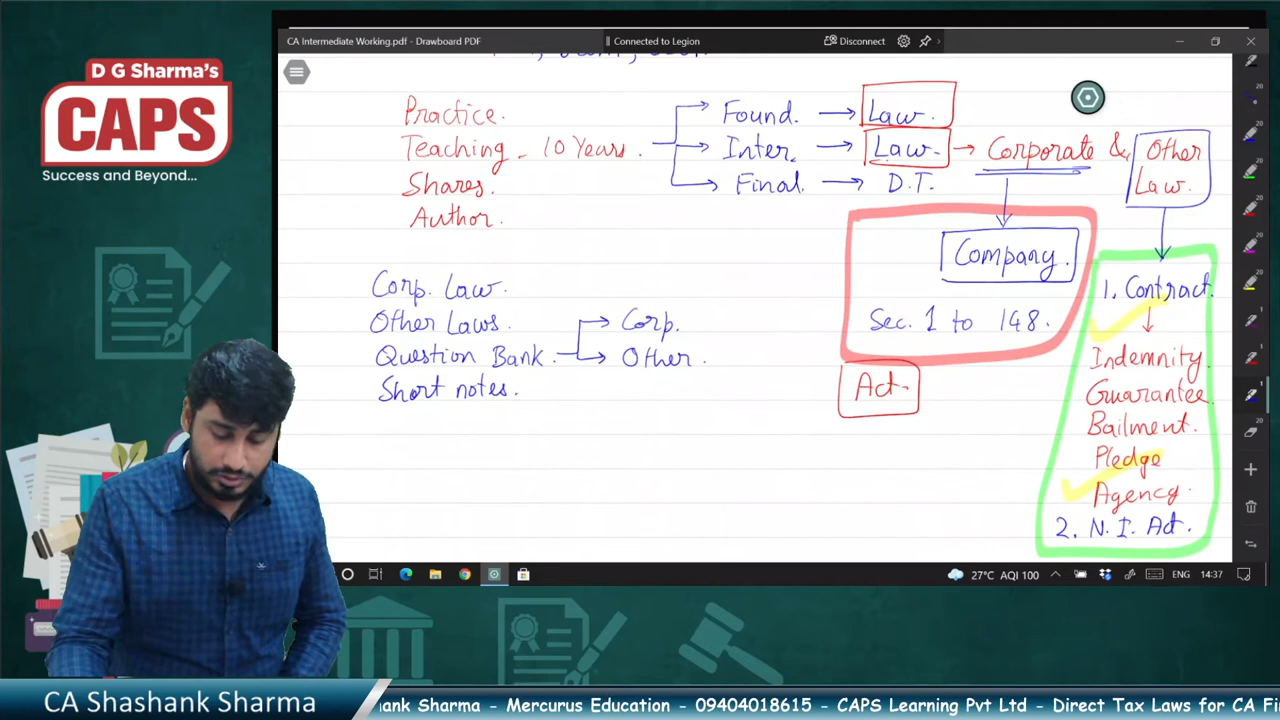 D G Sharma's
CAPS
Success and Beyond...
CA Intermediate Working.pdf - Drawboard PDF
Connected to Legion
Disconnect
Practice.
Teaching - 10 Years.
Shares.
Author.
Found. → Law.
Inter. → Law. → Corporate & Other Law.
Final. → D.T.
Company.
Sec. 1 to 148.
Act.
Corp. Law.
Other Laws.
Question Bank. → Corp.
→ Other.
Short notes.
1. Contract.
↓
Indemnity.
Guarantee.
Bailment.
Pledge
Agency.
2. N. I. Act.
27°C AQI 100
ENG
14:37
CA Shashank Sharma
hank Sharma - Mercurus Education - 09404018615 - CAPS Learning Pvt Ltd - Direct Tax Laws for CA Fi